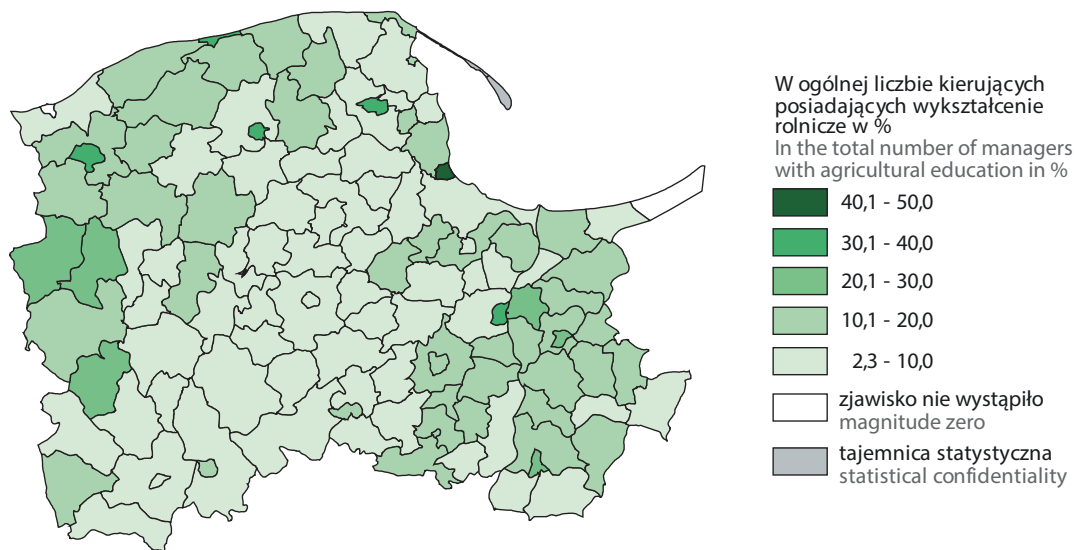 W ogólnej liczbie kierujących
posiadających wykształcenie
rolnicze w %
In the total number of managers
with agricultural education in %
40,1 - 50,0
30,1 - 40,0
20,1 - 30,0
10,1 - 20,0
2,3 - 10,0
zjawisko nie wystąpiło
magnitude zero
tajemnica statystyczna
statistical confidentiality